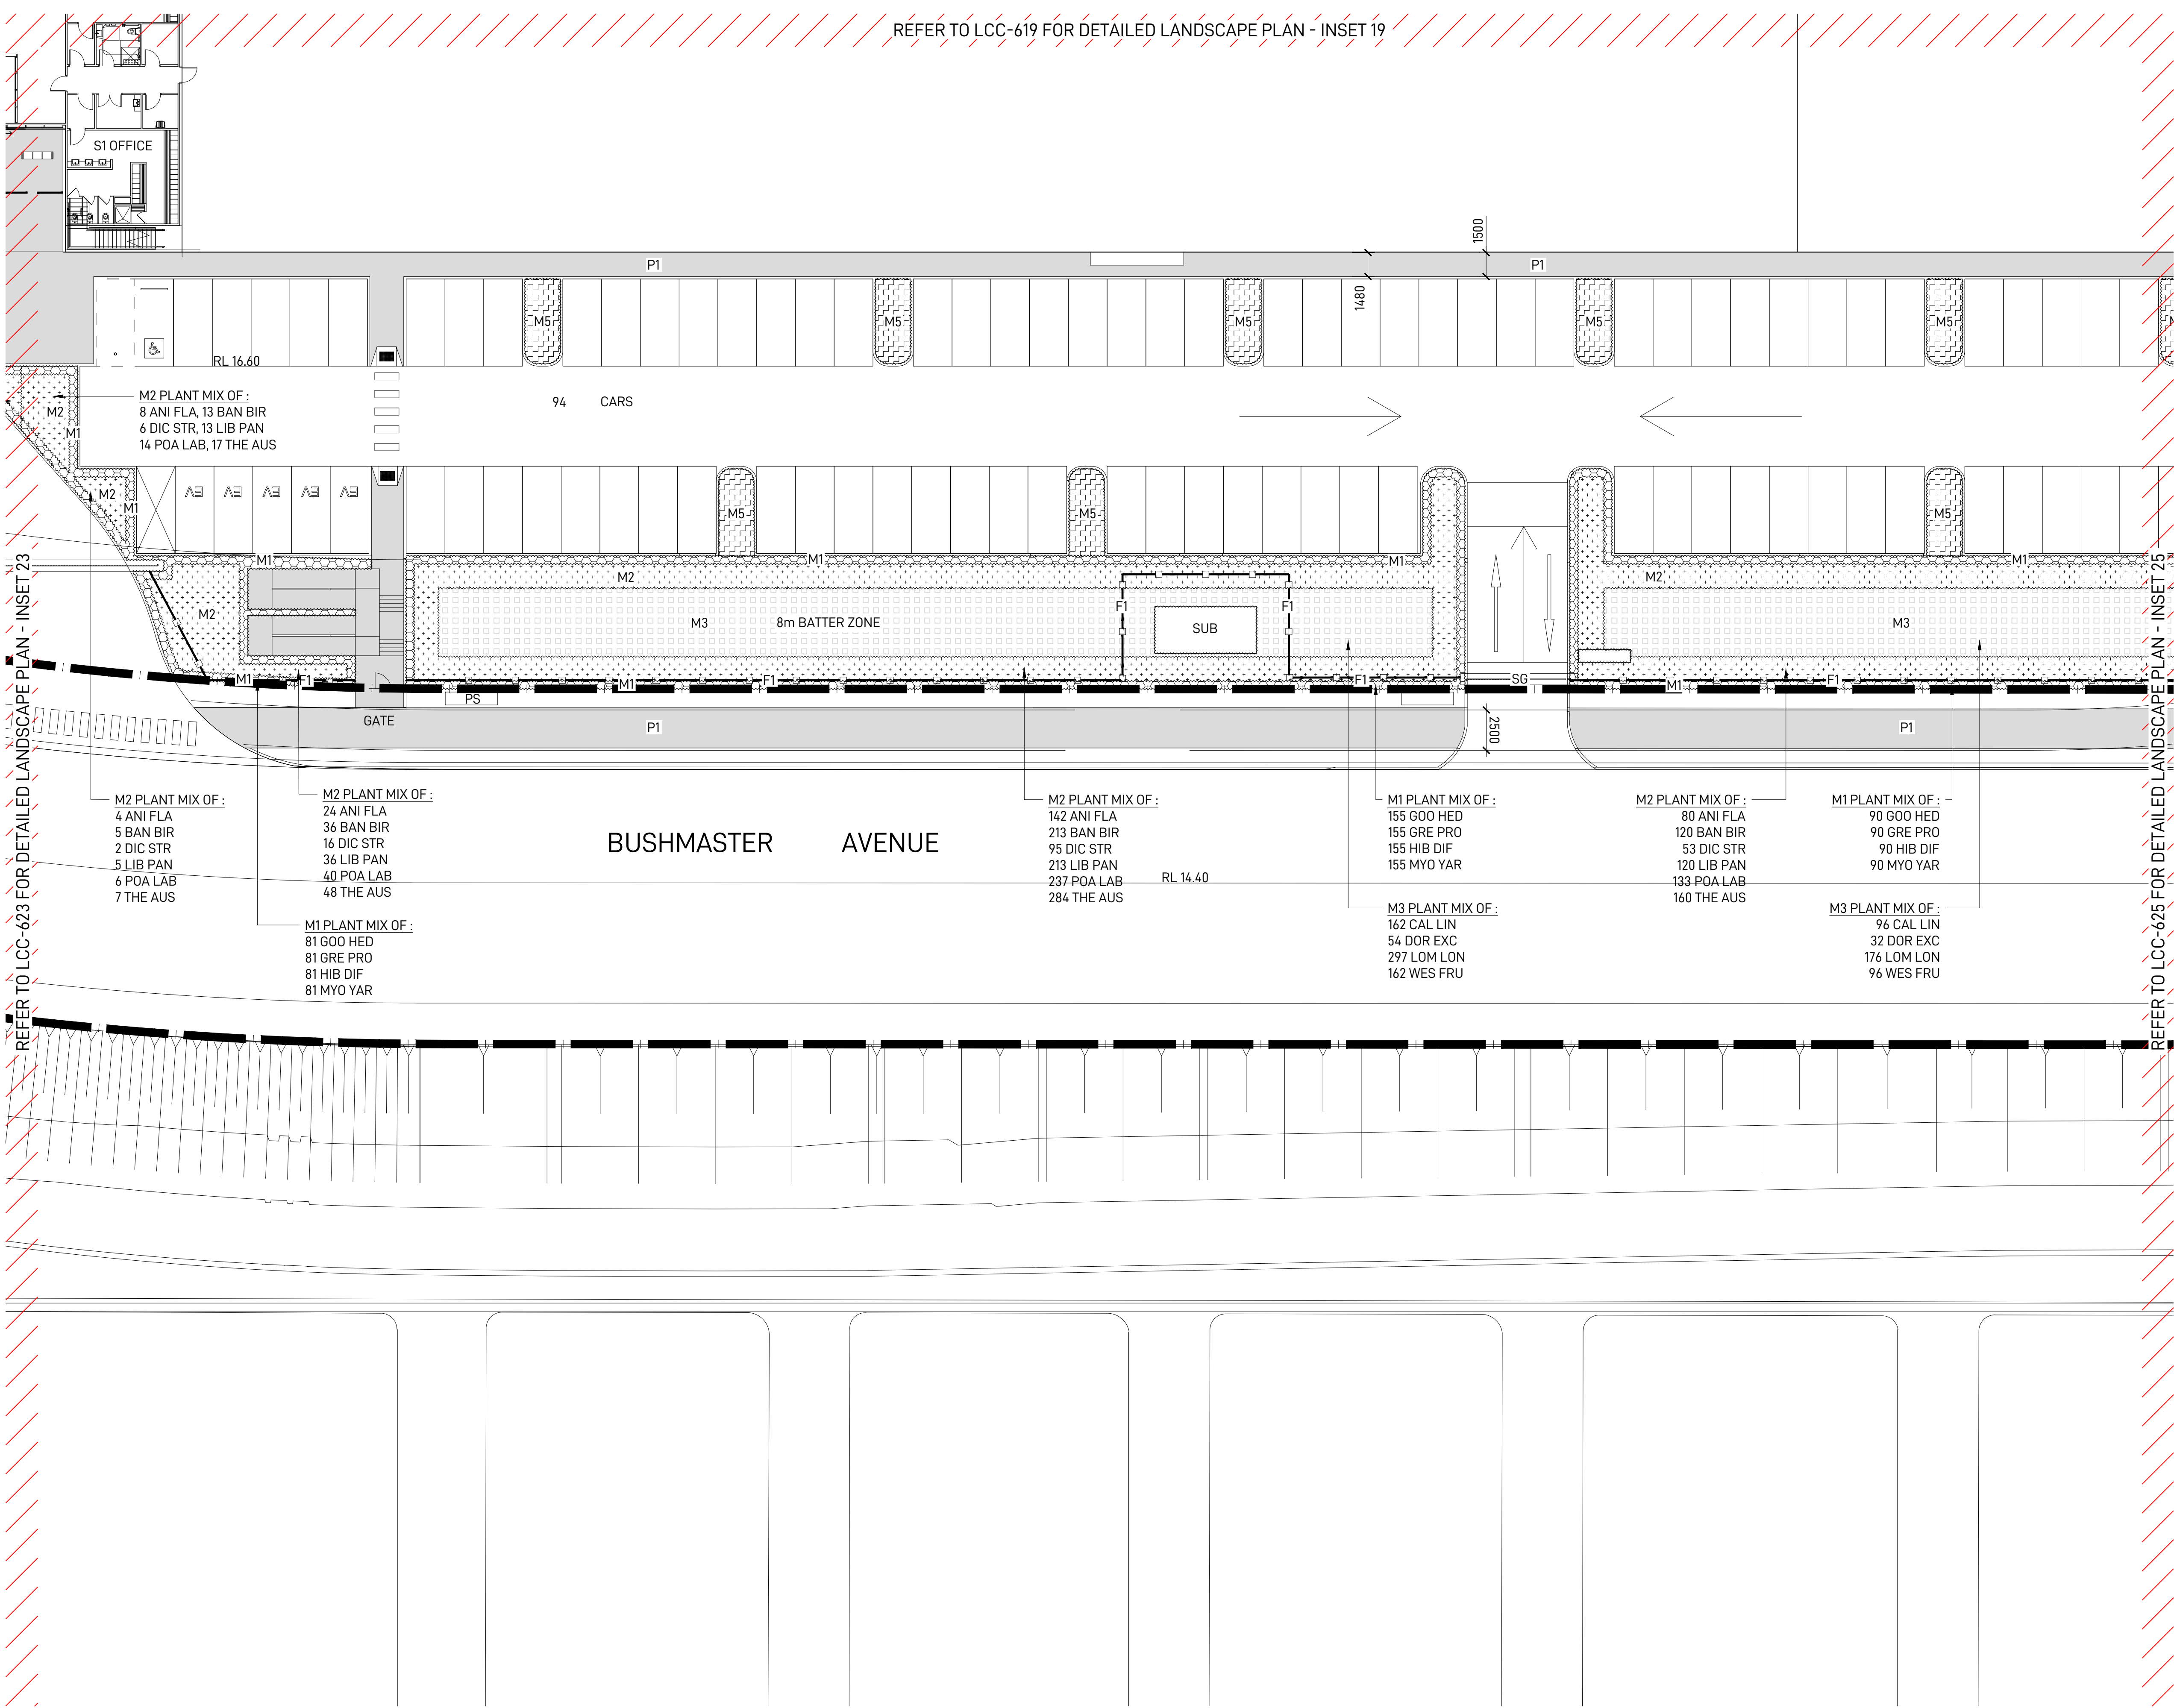 REFER TO LCC-619 FOR DETAILED LANDSCAPE PLAN - INSET 19
S1 OFFICE
1500
P1
P1
1480
M5
M5
M5
M5
M5
RL 16.60
M2 PLANT MIX OF :
8 ANI FLA, 13 BAN BIR
6 DIC STR, 13 LIB PAN
14 POA LAB, 17 THE AUS
M2
M1
94 CARS
M2
M1
EV
EV
EV
EV
EV
M5
M5
M5
M1
M1
M1
M1
M2
M2
M2
M3
8m BATTER ZONE
F1
F1
SUB
M3
M1
F1
M1
F1
F1
SG
M1
F1
PS
GATE
P1
2500
P1
REFER TO LCC-623 FOR DETAILED LANDSCAPE PLAN - INSET 23
REFER TO LCC-625 FOR DETAILED LANDSCAPE PLAN - INSET 25
M2 PLANT MIX OF :
4 ANI FLA
5 BAN BIR
2 DIC STR
5 LIB PAN
6 POA LAB
7 THE AUS
M2 PLANT MIX OF :
24 ANI FLA
36 BAN BIR
16 DIC STR
36 LIB PAN
40 POA LAB
48 THE AUS
M1 PLANT MIX OF :
81 GOO HED
81 GRE PRO
81 HIB DIF
81 MYO YAR
BUSHMASTER AVENUE
M2 PLANT MIX OF :
142 ANI FLA
213 BAN BIR
95 DIC STR
213 LIB PAN
237 POA LAB
284 THE AUS
RL 14.40
M1 PLANT MIX OF :
155 GOO HED
155 GRE PRO
155 HIB DIF
155 MYO YAR
M3 PLANT MIX OF :
162 CAL LIN
54 DOR EXC
297 LOM LON
162 WES FRU
M2 PLANT MIX OF :
80 ANI FLA
120 BAN BIR
53 DIC STR
120 LIB PAN
133 POA LAB
160 THE AUS
M1 PLANT MIX OF :
90 GOO HED
90 GRE PRO
90 HIB DIF
90 MYO YAR
M3 PLANT MIX OF :
96 CAL LIN
32 DOR EXC
176 LOM LON
96 WES FRU